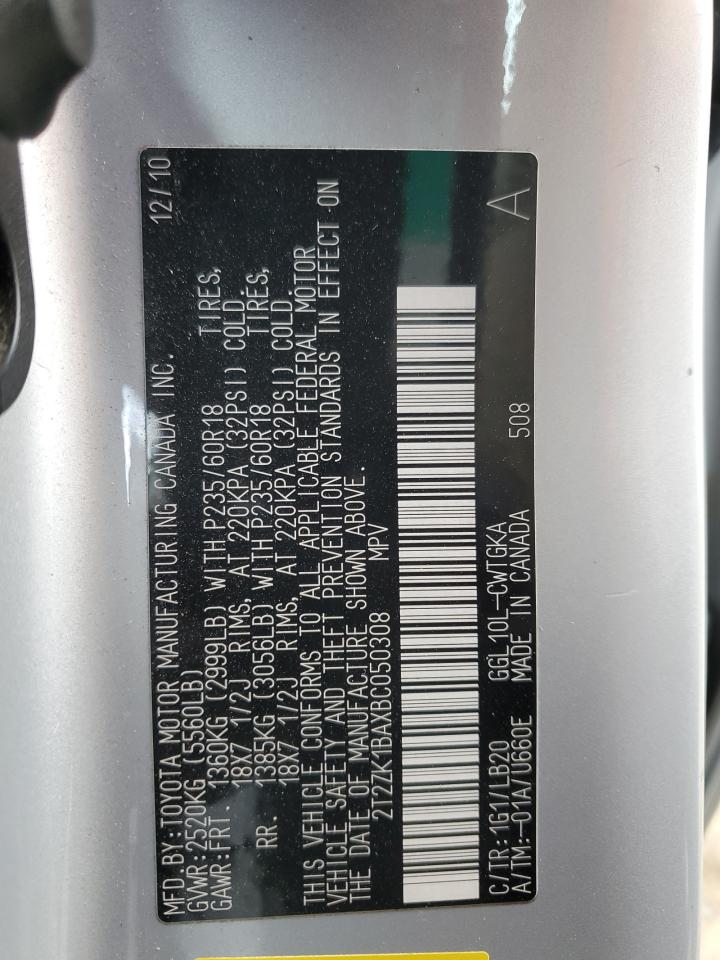 MFD BY:TOYOTA MOTOR MANUFACTURING CANADA INC. 12/10
GVWR:2520KG (5560LB)
GAWR:FRT. 1360KG (2999LB) WITH P235/60R18 TIRES,
18X7 1/2J RIMS, AT 220KPA (32PSI) COLD.
RR. 1385KG (3056LB) WITH P235/60R18 TIRES,
18X7 1/2J RIMS, AT 220KPA (32PSI) COLD.
THIS VEHICLE CONFORMS TO ALL APPLICABLE FEDERAL MOTOR
VEHICLE SAFETY AND THEFT PREVENTION STANDARDS IN EFFECT ON
THE DATE OF MANUFACTURE SHOWN ABOVE.
2T2ZK1BAXBC050308 MPV
C/TR:1G1/LB20 GGL10L-CWTGKA A
A/TM:-01A/U660E MADE IN CANADA 508